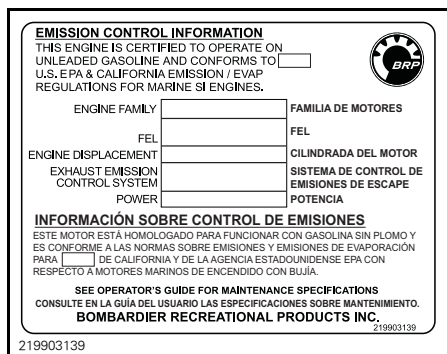 EMISSION CONTROL INFORMATION
THIS ENGINE IS CERTIFIED TO OPERATE ON
UNLEADED GASOLINE AND CONFORMS TO
U.S. EPA & CALIFORNIA EMISSION / EVAP
REGULATIONS FOR MARINE SI ENGINES.
BRP
ENGINE FAMILY FAMILIA DE MOTORES
FEL FEL
ENGINE DISPLACEMENT CILINDRADA DEL MOTOR
EXHAUST EMISSION SISTEMA DE CONTROL DE
CONTROL SYSTEM EMISIONES DE ESCAPE
POWER POTENCIA
INFORMACIÓN SOBRE CONTROL DE EMISIONES
ESTE MOTOR ESTÁ HOMOLOGADO PARA FUNCIONAR CON GASOLINA SIN PLOMO Y
ES CONFORME A LAS NORMAS SOBRE EMISIONES Y EMISIONES DE EVAPORACIÓN
PARA DE CALIFORNIA Y DE LA AGENCIA ESTADOUNIDENSE EPA CON
RESPECTO A MOTORES MARINOS DE ENCENDIDO CON BUJÍA.
SEE OPERATOR'S GUIDE FOR MAINTENANCE SPECIFICATIONS
CONSULTE EN LA GUÍA DEL USUARIO LAS ESPECIFICACIONES SOBRE MANTENIMIENTO.
BOMBARDIER RECREATIONAL PRODUCTS INC.
219903139
219903139